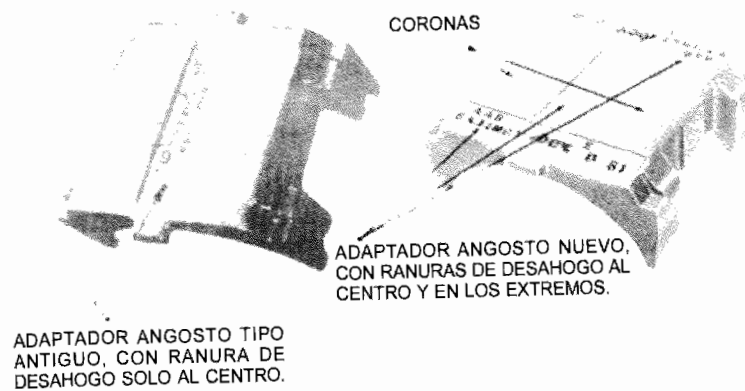 CORONAS
ADAPTADOR ANGOSTO NUEVO,
CON RANURAS DE DESAHOGO AL
CENTRO Y EN LOS EXTREMOS.
ADAPTADOR ANGOSTO TIPO
ANTIGUO, CON RANURA DE
DESAHOGO SOLO AL CENTRO.